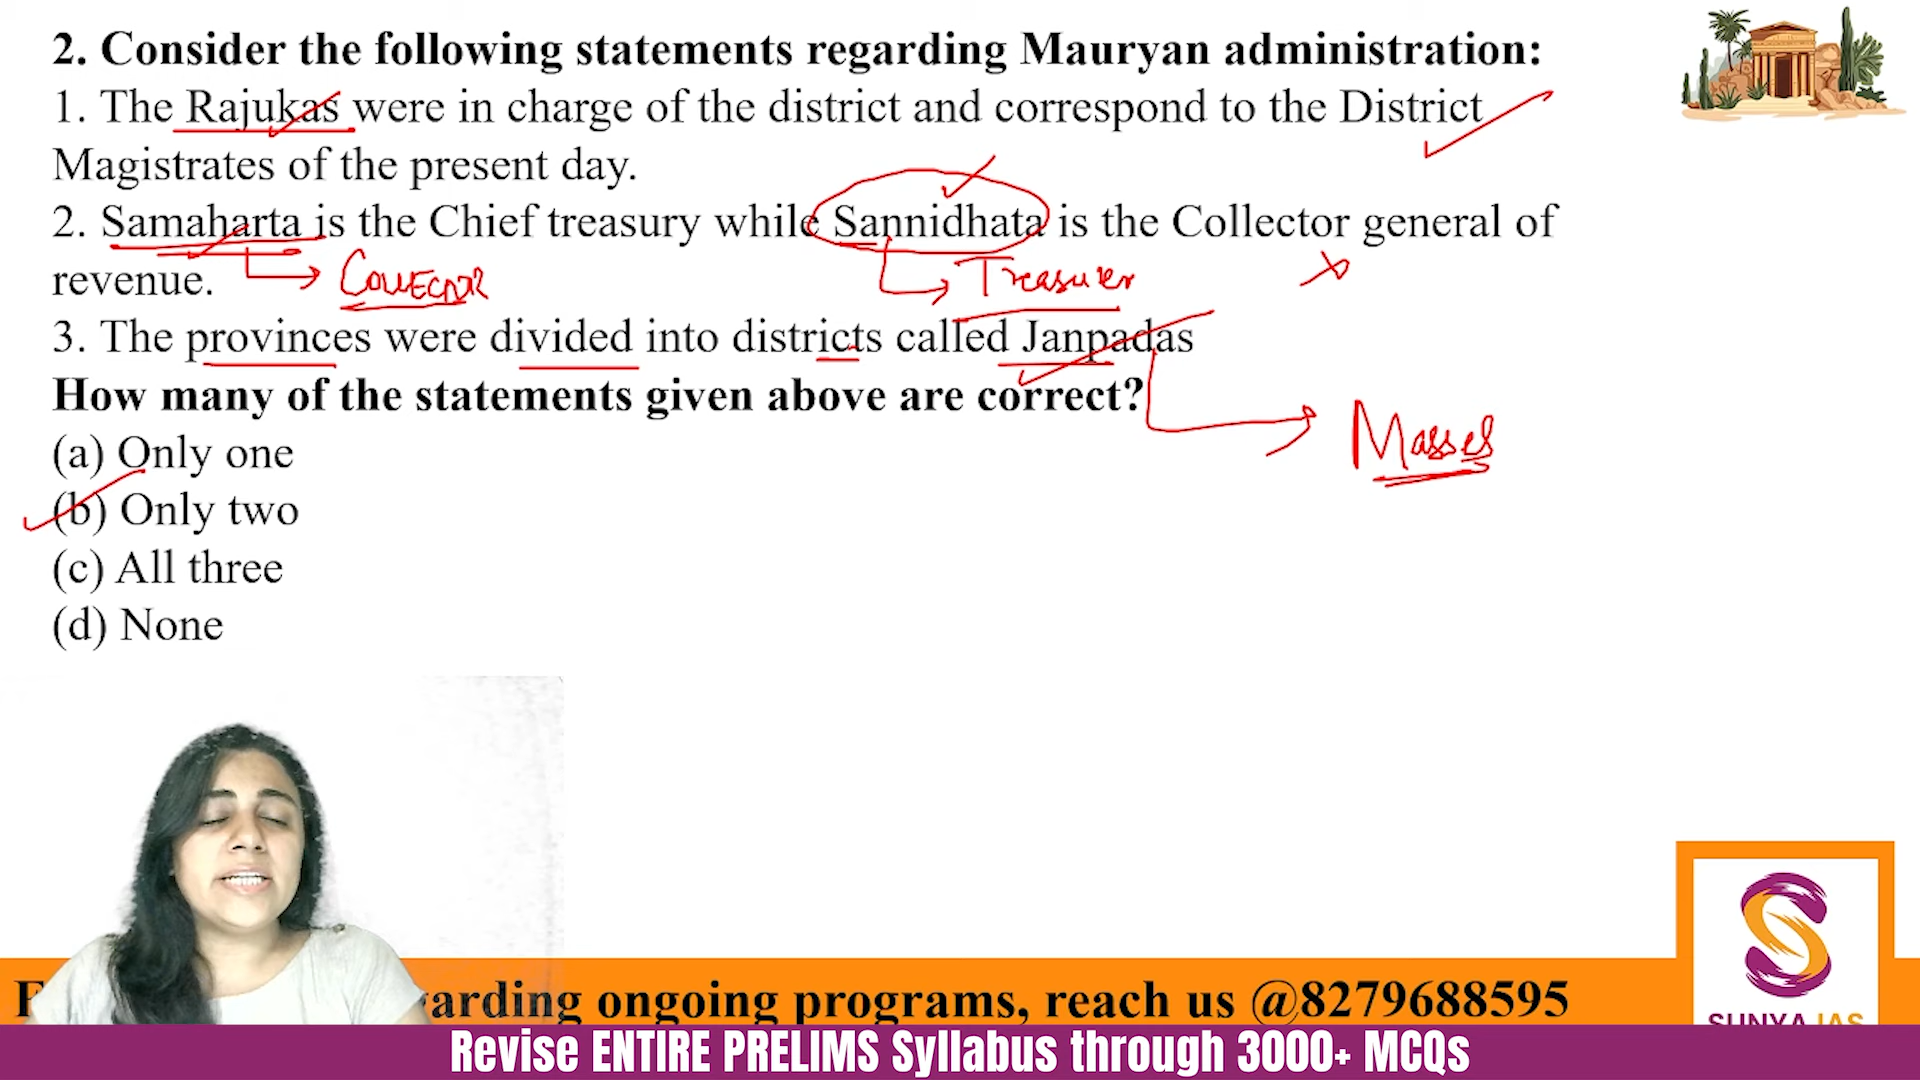 2. Consider the following statements regarding Mauryan administration:
1. The Rajukas were in charge of the district and correspond to the District
Magistrates of the present day.
2. Samaharta is the Chief treasury while Sannidhata is the Collector general of
revenue.
COLLECTOR
Treasurer
3. The provinces were divided into districts called Janpadas
How many of the statements given above are correct?
Masses
(a) Only one
(b) Only two
(c) All three
(d) None
garding ongoing programs, reach us @8279688595
SUNYA IAS
Revise ENTIRE PRELIMS Syllabus through 3000+ MCQs